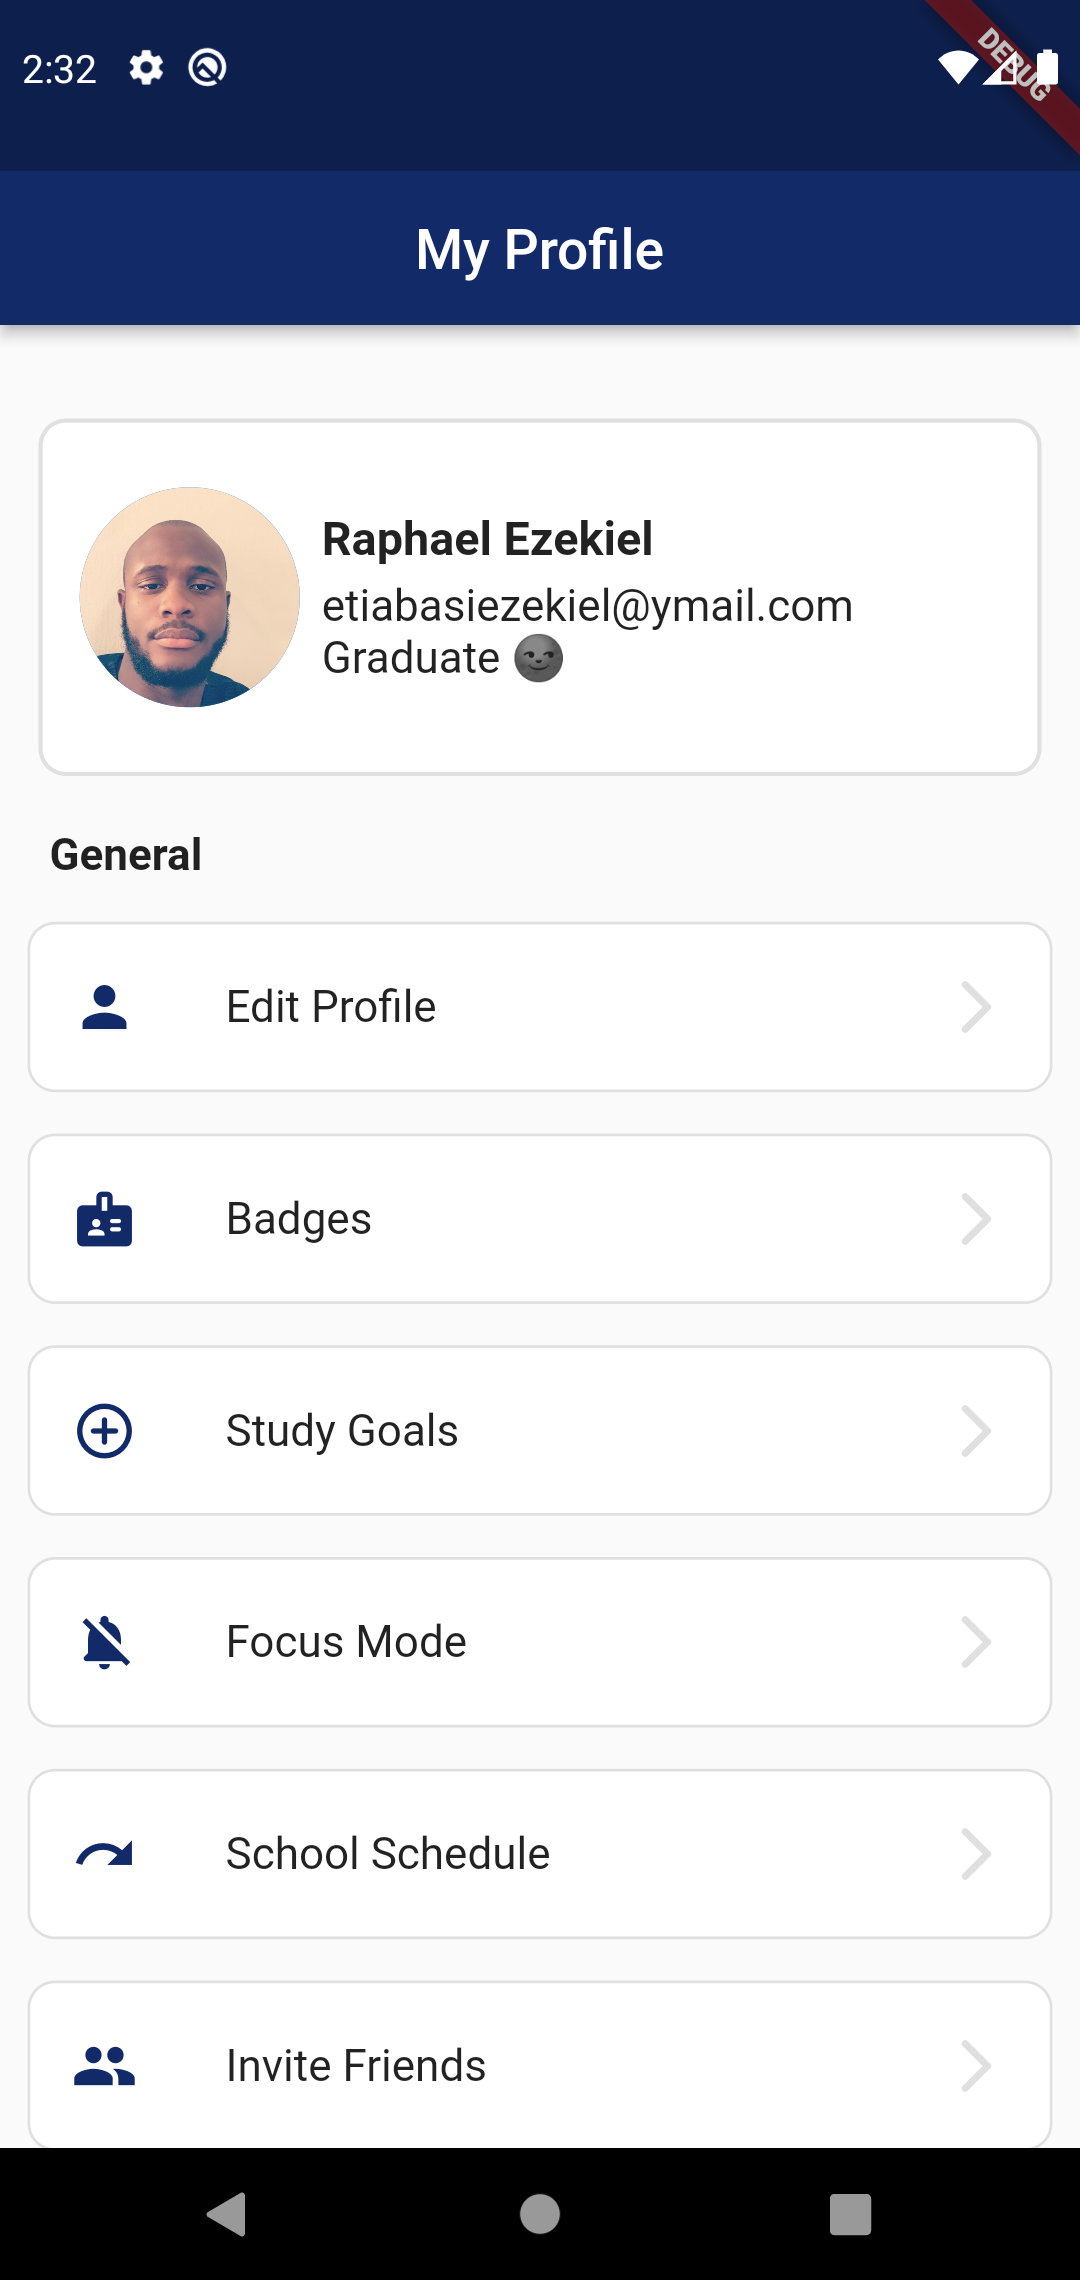 2:32
DEBUG
My Profile
Raphael Ezekiel
etiabasiezekiel@ymail.com
Graduate 🌚
General
Edit Profile
Badges
Study Goals
Focus Mode
School Schedule
Invite Friends